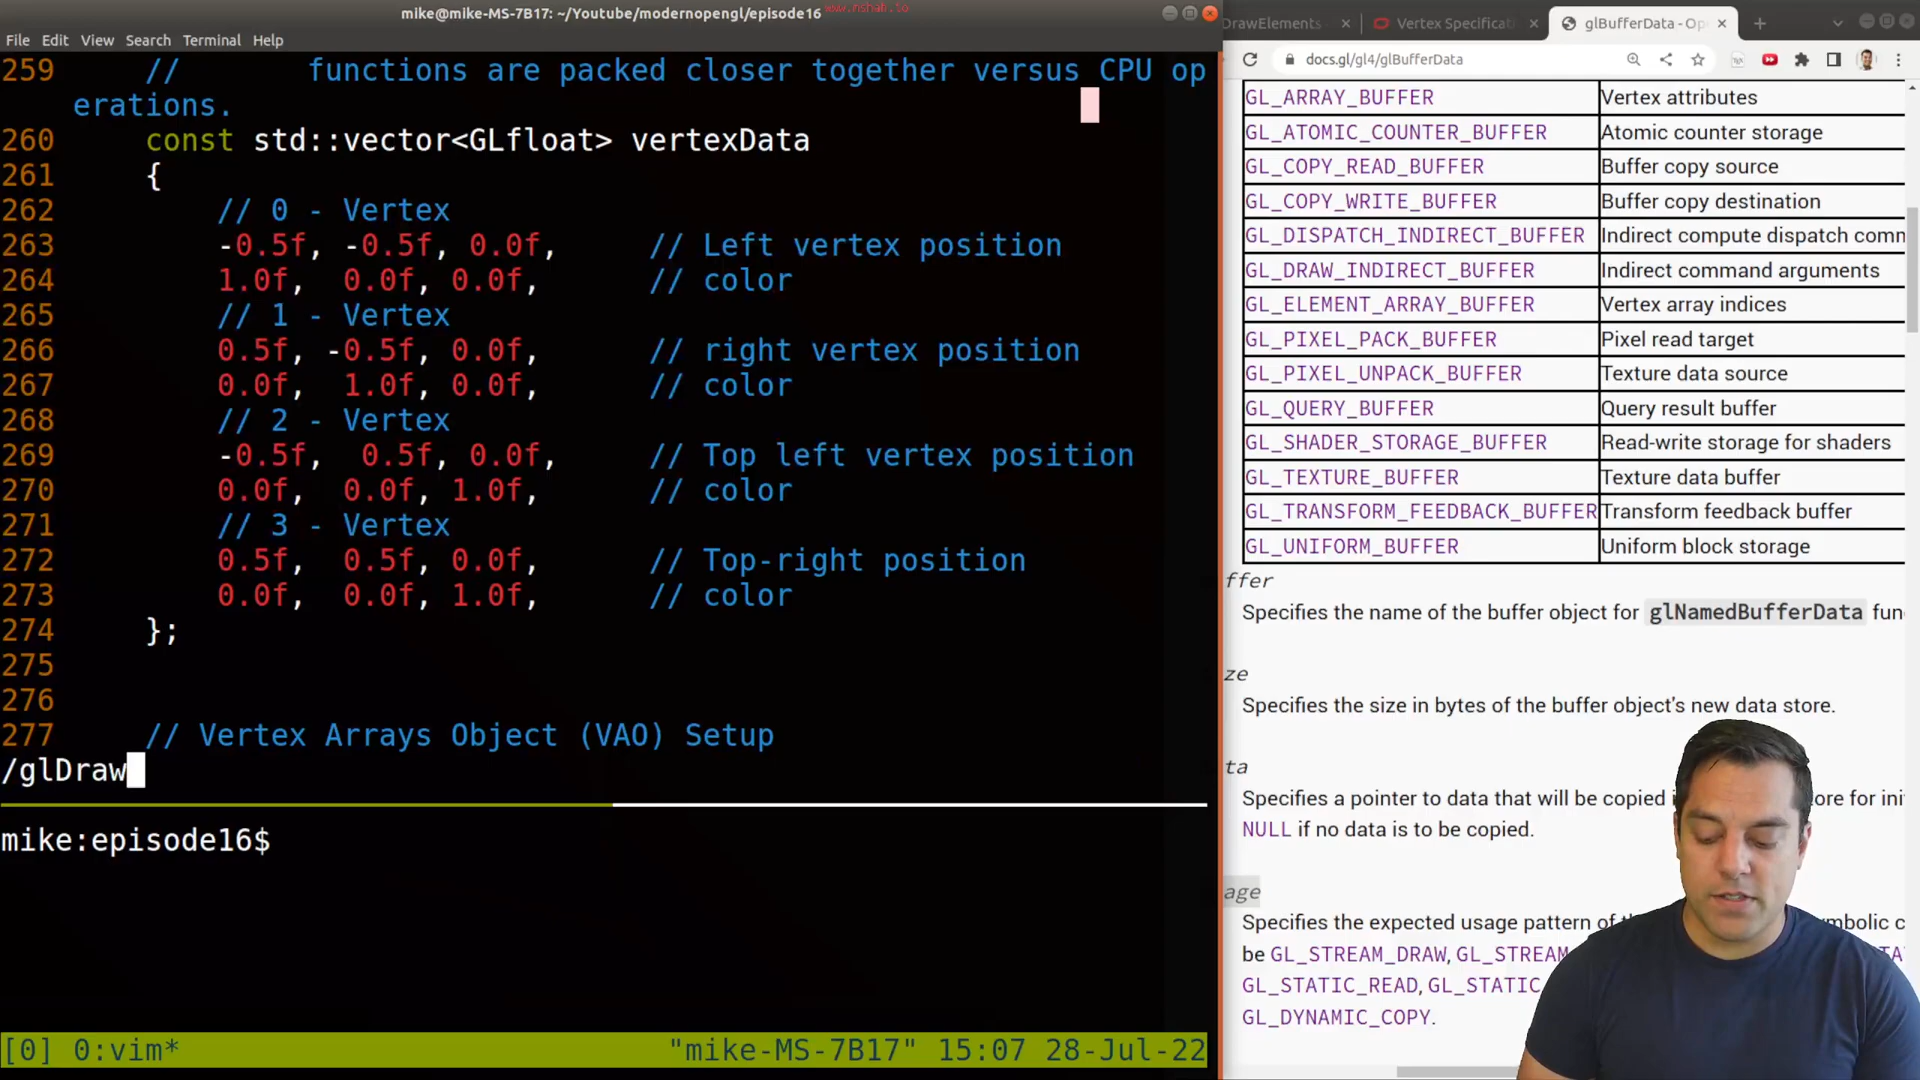 mike@mike-MS-7B17: ~/Youtube/modernopengl/episode16
www.mshah.io
File Edit View Search Terminal Help
259 // functions are packed closer together versus CPU op
erations.
260 const std::vector<GLfloat> vertexData
261 {
262 // 0 - Vertex
263 -0.5f, -0.5f, 0.0f, // Left vertex position
264 1.0f, 0.0f, 0.0f, // color
265 // 1 - Vertex
266 0.5f, -0.5f, 0.0f, // right vertex position
267 0.0f, 1.0f, 0.0f, // color
268 // 2 - Vertex
269 -0.5f, 0.5f, 0.0f, // Top left vertex position
270 0.0f, 0.0f, 1.0f, // color
271 // 3 - Vertex
272 0.5f, 0.5f, 0.0f, // Top-right position
273 0.0f, 0.0f, 1.0f, // color
274 };
275
276
277 // Vertex Arrays Object (VAO) Setup
/glDraw
mike:episode16$
[0] 0:vim* "mike-MS-7B17" 15:07 28-Jul-22
DrawElements Vertex Specificati glBufferData - Op
docs.gl/gl4/glBufferData
GL_ARRAY_BUFFER Vertex attributes
GL_ATOMIC_COUNTER_BUFFER Atomic counter storage
GL_COPY_READ_BUFFER Buffer copy source
GL_COPY_WRITE_BUFFER Buffer copy destination
GL_DISPATCH_INDIRECT_BUFFER Indirect compute dispatch comm
GL_DRAW_INDIRECT_BUFFER Indirect command arguments
GL_ELEMENT_ARRAY_BUFFER Vertex array indices
GL_PIXEL_PACK_BUFFER Pixel read target
GL_PIXEL_UNPACK_BUFFER Texture data source
GL_QUERY_BUFFER Query result buffer
GL_SHADER_STORAGE_BUFFER Read-write storage for shaders
GL_TEXTURE_BUFFER Texture data buffer
GL_TRANSFORM_FEEDBACK_BUFFER Transform feedback buffer
GL_UNIFORM_BUFFER Uniform block storage
ffer
Specifies the name of the buffer object for glNamedBufferData fun
ze
Specifies the size in bytes of the buffer object's new data store.
ta
Specifies a pointer to data that will be copied i ore for ini
NULL if no data is to be copied.
age
Specifies the expected usage pattern of t mbolic c
be GL_STREAM_DRAW, GL_STREAM_ TA
GL_STATIC_READ, GL_STATIC_
GL_DYNAMIC_COPY.